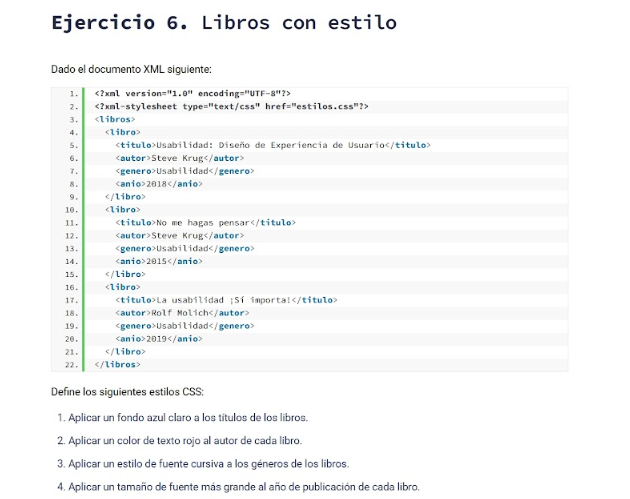 Ejercicio 6. Libros con estilo
Dado el documento XML siguiente:
1. <?xml version="1.0" encoding="UTF-8"?>
2. <?xml-stylesheet type="text/css" href="estilos.css"?>
3. <libros>
4. <libro>
5. <titulo>Usabilidad: Diseño de Experiencia de Usuario</titulo>
6. <autor>Steve Krug</autor>
7. <genero>Usabilidad</genero>
8. <anio>2018</anio>
9. </libro>
10. <libro>
11. <titulo>No me hagas pensar</titulo>
12. <autor>Steve Krug</autor>
13. <genero>Usabilidad</genero>
14. <anio>2015</anio>
15. </libro>
16. <libro>
17. <titulo>La usabilidad ¡Sí importa!</titulo>
18. <autor>Rolf Molich</autor>
19. <genero>Usabilidad</genero>
20. <anio>2019</anio>
21. </libro>
22. </libros>
Define los siguientes estilos CSS:
1. Aplicar un fondo azul claro a los títulos de los libros.
2. Aplicar un color de texto rojo al autor de cada libro.
3. Aplicar un estilo de fuente cursiva a los géneros de los libros.
4. Aplicar un tamaño de fuente más grande al año de publicación de cada libro.